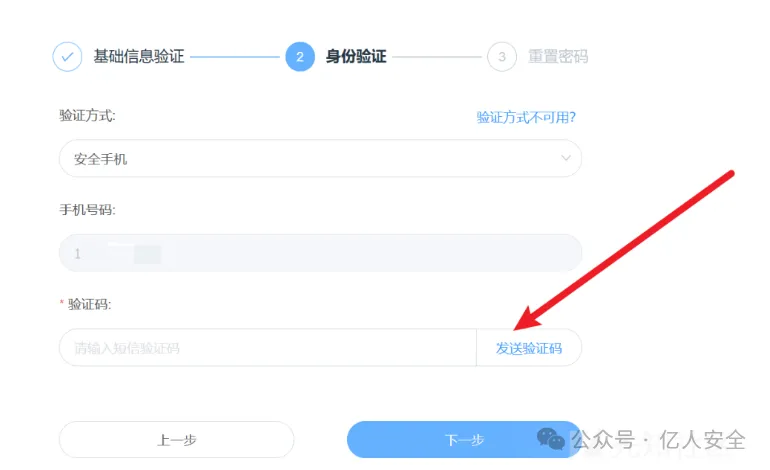 基础信息验证 2 身份验证 3 重置密码
验证方式: 验证方式不可用?
安全手机
手机号码:
1
* 验证码:
请输入短信验证码 发送验证码
上一步 下一步
公众号·亿人安全